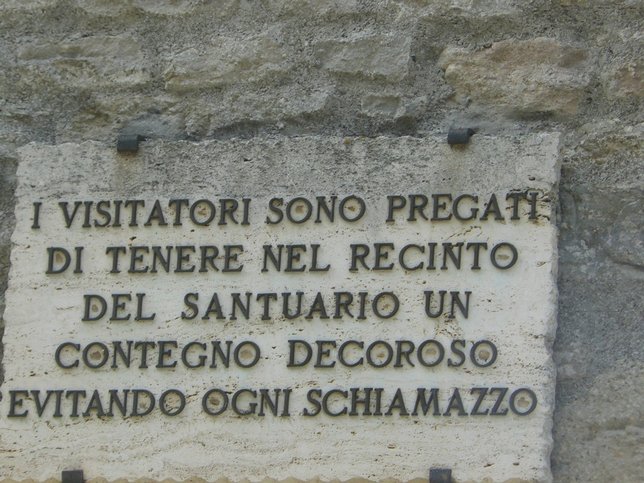 I VISITATORI SONO PREGATI
DI TENERE NEL RECINTO
DEL SANTUARIO UN
CONTEGNO DECOROSO
EVITANDO OGNI SCHIAMAZZO